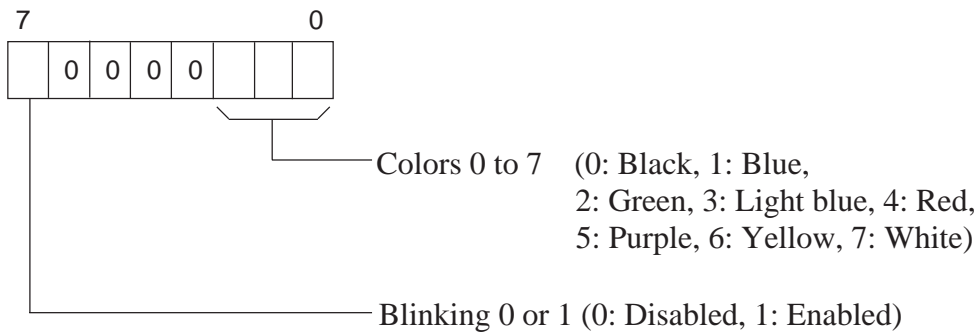 7 0
0 0 0 0
Colors 0 to 7 (0: Black, 1: Blue,
2: Green, 3: Light blue, 4: Red,
5: Purple, 6: Yellow, 7: White)
Blinking 0 or 1 (0: Disabled, 1: Enabled)